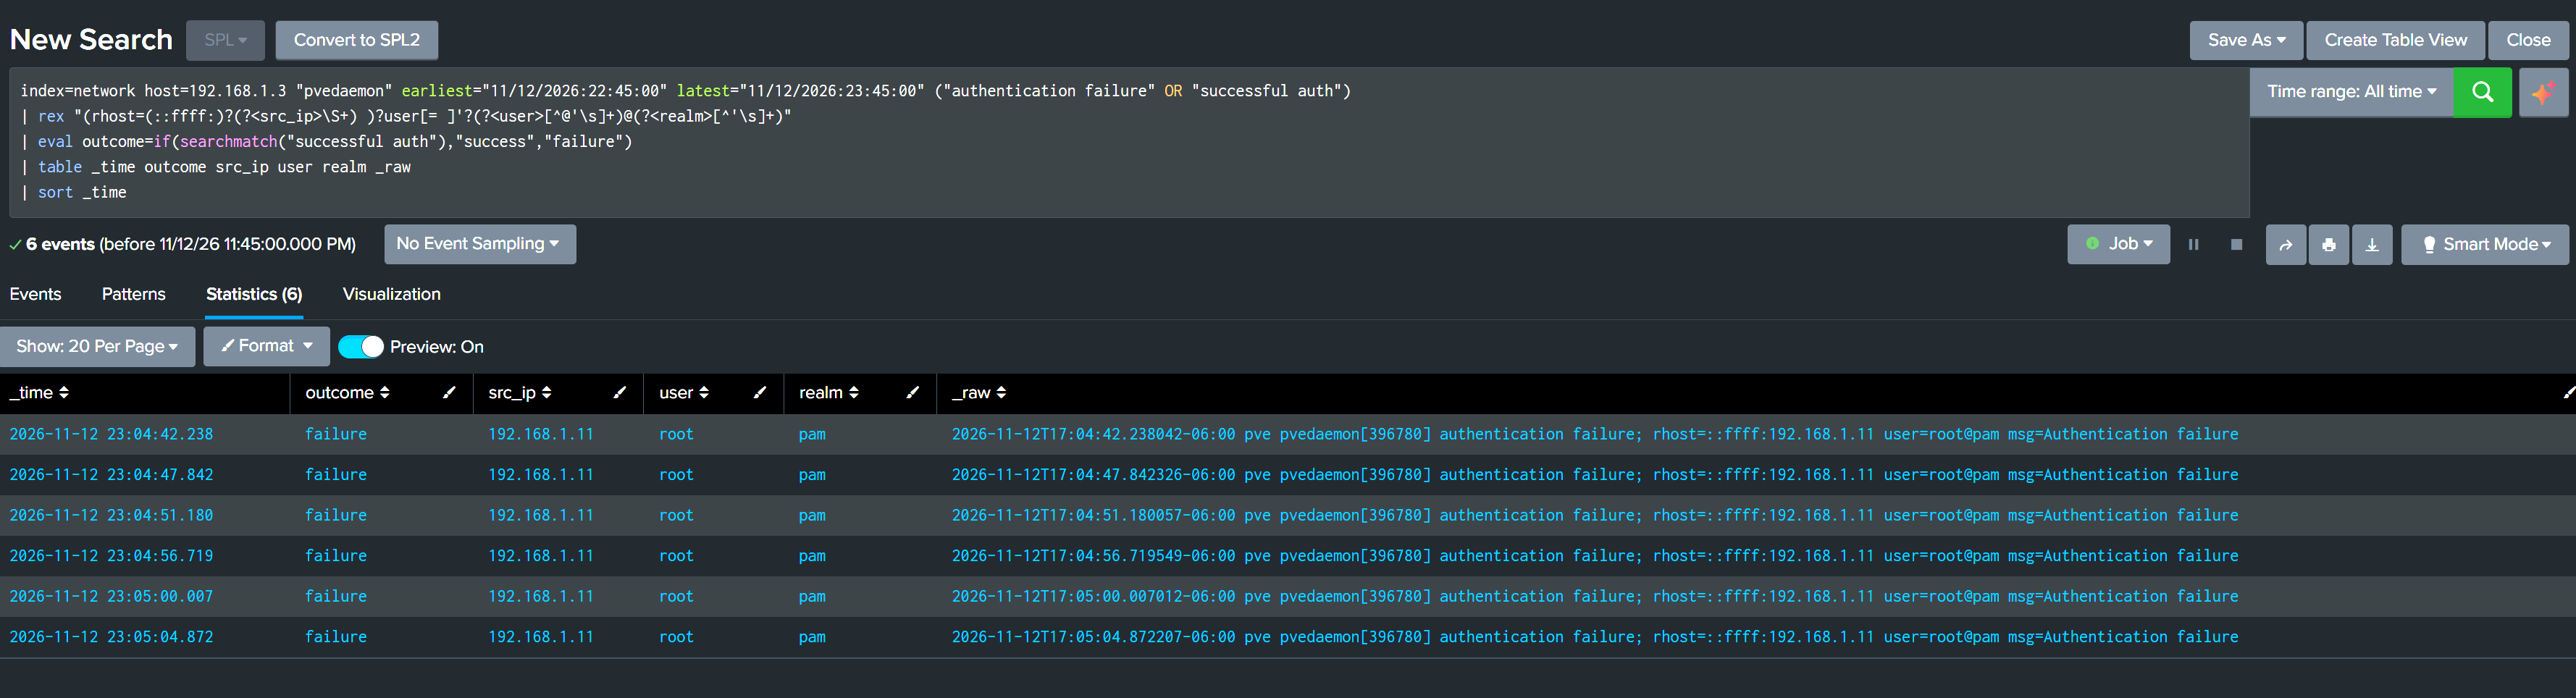 New Search SPL Convert to SPL2 Save As Create Table View Close
index=network host=192.168.1.3 "pvedaemon" earliest="11/12/2026:22:45:00" latest="11/12/2026:23:45:00" ("authentication failure" OR "successful auth") Time range: All time
| rex "(rhost=(::ffff:)?(?<src_ip>\S+) )?user[= ]'?(?<user>[^@'\s]+)@(?<realm>[^'\s]+)"
| eval outcome=if(searchmatch("successful auth"),"success","failure")
| table _time outcome src_ip user realm _raw
| sort _time
6 events (before 11/12/26 11:45:00.000 PM) No Event Sampling Job Smart Mode
Events Patterns Statistics (6) Visualization
Show: 20 Per Page Format Preview: On
_time outcome src_ip user realm _raw
2026-11-12 23:04:42.238 failure 192.168.1.11 root pam 2026-11-12T17:04:42.238042-06:00 pve pvedaemon[396780] authentication failure; rhost=::ffff:192.168.1.11 user=root@pam msg=Authentication failure
2026-11-12 23:04:47.842 failure 192.168.1.11 root pam 2026-11-12T17:04:47.842326-06:00 pve pvedaemon[396780] authentication failure; rhost=::ffff:192.168.1.11 user=root@pam msg=Authentication failure
2026-11-12 23:04:51.180 failure 192.168.1.11 root pam 2026-11-12T17:04:51.180057-06:00 pve pvedaemon[396780] authentication failure; rhost=::ffff:192.168.1.11 user=root@pam msg=Authentication failure
2026-11-12 23:04:56.719 failure 192.168.1.11 root pam 2026-11-12T17:04:56.719549-06:00 pve pvedaemon[396780] authentication failure; rhost=::ffff:192.168.1.11 user=root@pam msg=Authentication failure
2026-11-12 23:05:00.007 failure 192.168.1.11 root pam 2026-11-12T17:05:00.007012-06:00 pve pvedaemon[396780] authentication failure; rhost=::ffff:192.168.1.11 user=root@pam msg=Authentication failure
2026-11-12 23:05:04.872 failure 192.168.1.11 root pam 2026-11-12T17:05:04.872207-06:00 pve pvedaemon[396780] authentication failure; rhost=::ffff:192.168.1.11 user=root@pam msg=Authentication failure